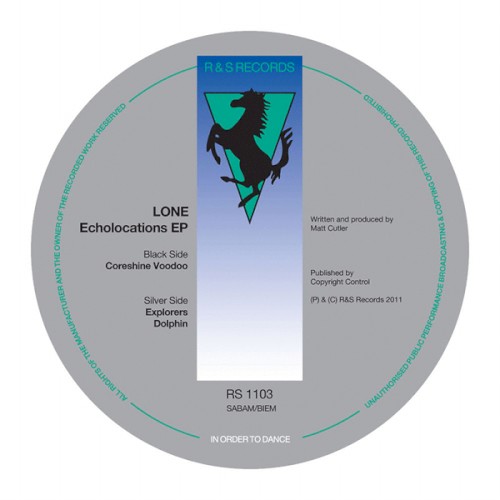 R & S RECORDS
ALL RIGHTS OF THE MANUFACTURER AND THE OWNER OF THE RECORDED WORK RESERVED
UNAUTHORISED PUBLIC PERFORMANCE BROADCASTING & COPYING OF THIS RECORD PROHIBITED
LONE
Echolocations EP
Black Side
Coreshine Voodoo
Silver Side
Explorers
Dolphin
Written and produced by
Matt Cutler
Published by
Copyright Control
(P) & (C) R&S Records 2011
RS 1103
SABAM/BIEM
IN ORDER TO DANCE